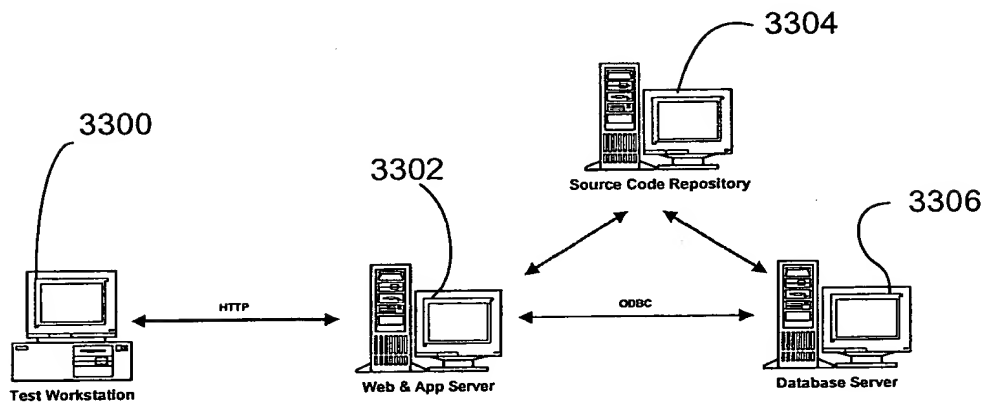 3304
3300
3302
Source Code Repository
3306
HTTP
ODBC
Web & App Server
Database Server
Test Workstation